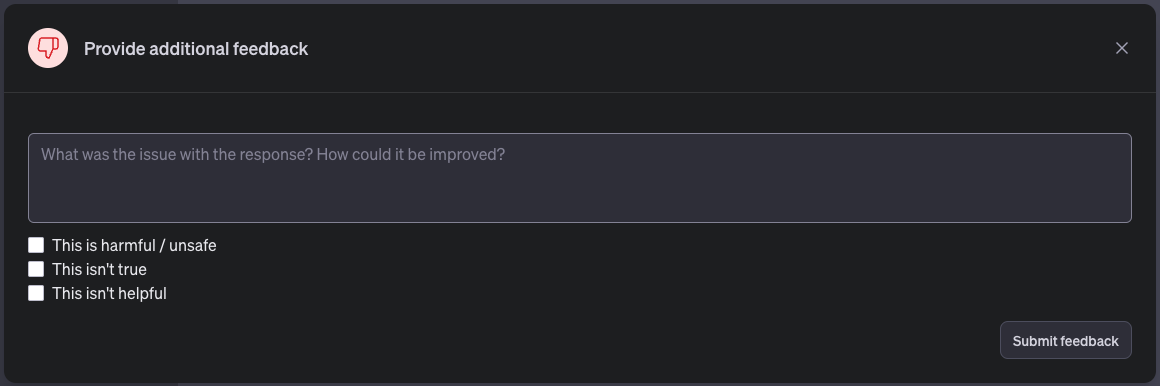 Provide additional feedback
What was the issue with the response? How could it be improved?
This is harmful / unsafe
This isn't true
This isn't helpful
Submit feedback